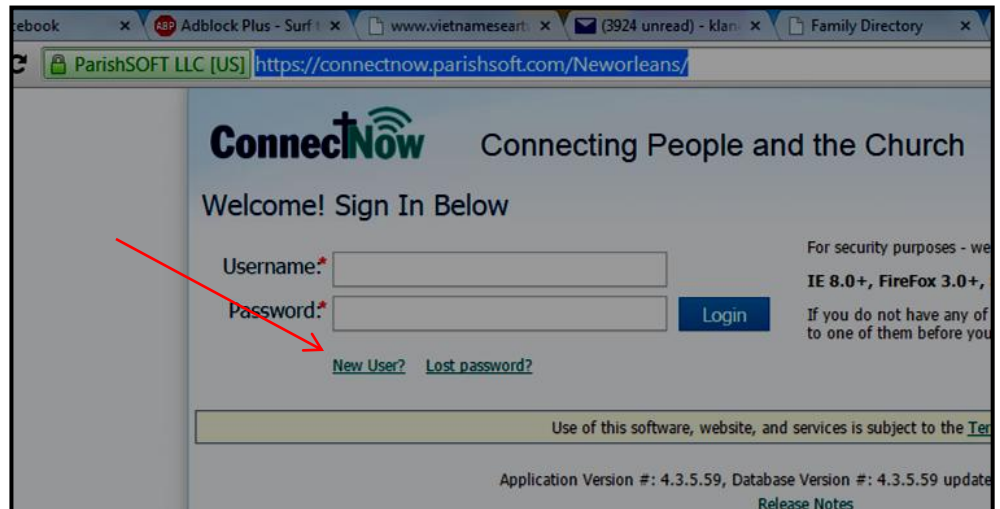 cebook
Adblock Plus - Surf t
www.vietnameseart
(3924 unread) - klan
Family Directory
ParishSOFT LLC [US] https://connectnow.parishsoft.com/Neworleans/
ConnectNow
Connecting People and the Church
Welcome! Sign In Below
Username:*
Password:*
Login
New User? Lost password?
For security purposes - we
IE 8.0+, FireFox 3.0+,
If you do not have any of
to one of them before you
Use of this software, website, and services is subject to the Ter
Application Version #: 4.3.5.59, Database Version #: 4.3.5.59 update
Release Notes